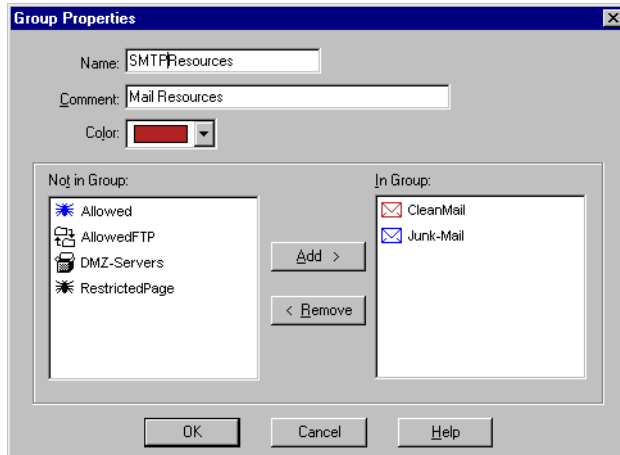 Group Properties
Name: SMTPResources
Comment: Mail Resources
Color:
Not in Group:
Allowed
AllowedFTP
DMZ-Servers
RestrictedPage
Add >
< Remove
In Group:
CleanMail
Junk-Mail
OK Cancel Help